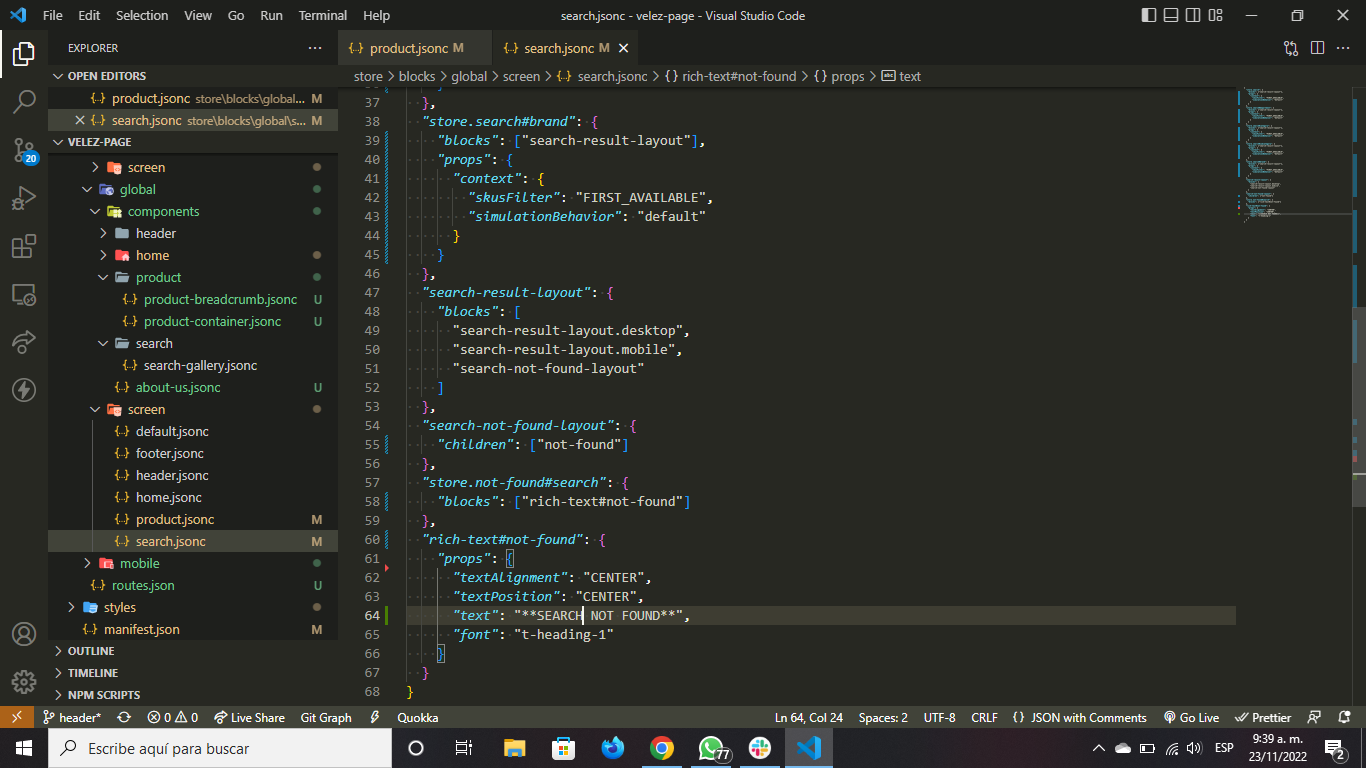 File Edit Selection View Go Run Terminal Help
search.jsonc - velez-page - Visual Studio Code
EXPLORER
OPEN EDITORS
product.jsonc store\blocks\global... M
search.jsonc store\blocks\global\s... M
VELEZ-PAGE
screen
global
components
header
home
product
product-breadcrumb.jsonc U
product-container.jsonc U
search
search-gallery.jsonc
about-us.jsonc U
screen
default.jsonc
footer.jsonc
header.jsonc
home.jsonc
product.jsonc M
search.jsonc M
mobile
routes.json U
styles
manifest.json M
OUTLINE
TIMELINE
NPM SCRIPTS
20
product.jsonc M
search.jsonc M
store > blocks > global > screen > {..} search.jsonc > {} rich-text#not-found > {} props > abc text
37 },
38 "store.search#brand": {
39 "blocks": ["search-result-layout"],
40 "props": {
41 "context": {
42 "skusFilter": "FIRST_AVAILABLE",
43 "simulationBehavior": "default"
44 }
45 }
46 },
47 "search-result-layout": {
48 "blocks": [
49 "search-result-layout.desktop",
50 "search-result-layout.mobile",
51 "search-not-found-layout"
52 ]
53 },
54 "search-not-found-layout": {
55 "children": ["not-found"]
56 },
57 "store.not-found#search": {
58 "blocks": ["rich-text#not-found"]
59 },
60 "rich-text#not-found": {
61 "props": {
62 "textAlignment": "CENTER",
63 "textPosition": "CENTER",
64 "text": "**SEARCH NOT FOUND**",
65 "font": "t-heading-1"
66 }
67 }
68 }
header* 0 0 Live Share Git Graph Quokka
Ln 64, Col 24 Spaces: 2 UTF-8 CRLF {} JSON with Comments Go Live Prettier
Escribe aquí para buscar
77
ESP
9:39 a. m.
23/11/2022
2